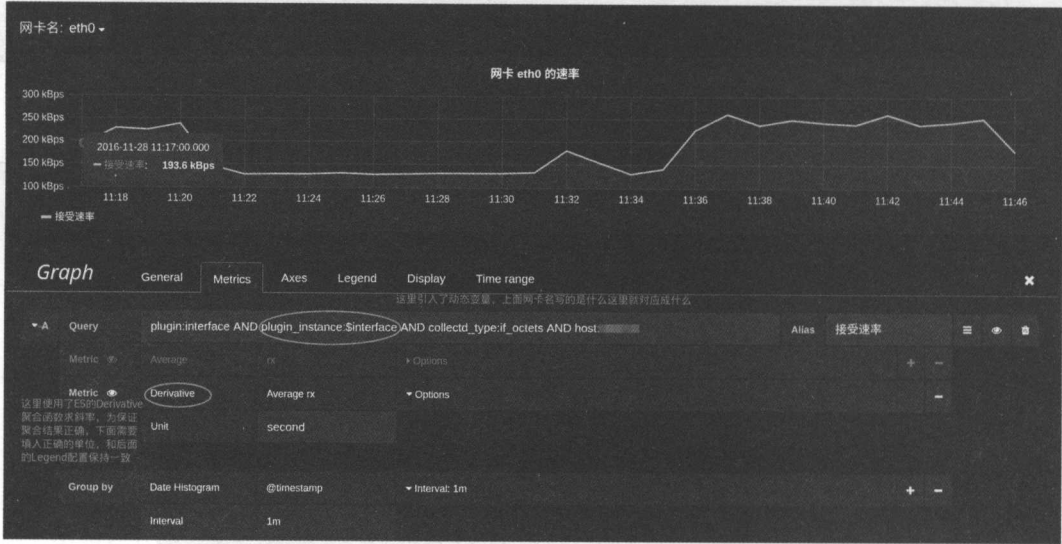 网卡名: eth0
网卡 eth0 的速率
300 kBps
250 kBps
200 kBps
150 kBps
100 kBps
2016-11-28 11:17:00.000
接受速率: 193.6 kBps
11:18 11:20 11:22 11:24 11:26 11:28 11:30 11:32 11:34 11:36 11:38 11:40 11:42 11:44 11:46
接受速率
Graph General Metrics Axes Legend Display Time range
这里引入了动态变量，上面网卡名写的是什么这里就对应成什么
A Query plugin:interface AND plugin_instance:$interface AND collectd_type:if_octets AND host: Alias 接受速率
Metric Average rx Options
Metric Derivative Average rx Options
这里使用了ES的Derivative
聚合函数求斜率，为保证
聚合结果正确，下面需要
填入正确的单位，和后面
的Legend配置保持一致
Unit second
Group by Date Histogram @timestamp Interval: 1m
Interval 1m